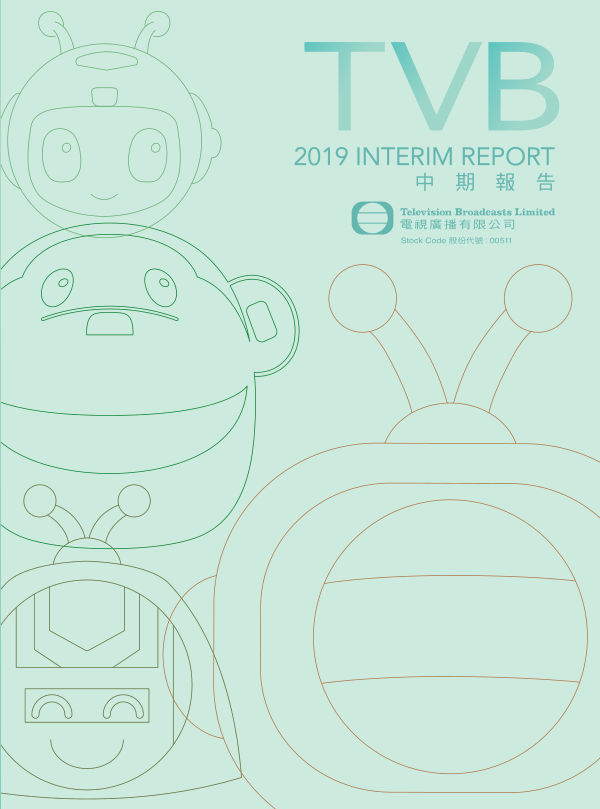 TVB
2019 INTERIM REPORT
中期報告
Television Broadcasts Limited
電視廣播有限公司
Stock Code 股份代號 : 00511